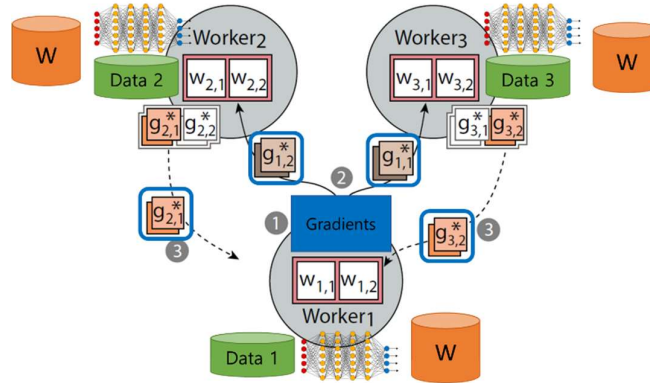 Worker2
Worker3
W
W
Data 2
Data 3
w2,1 w2,2
w3,1 w3,2
g*2,1 g*2,2
g*3,1 g*3,2
g*1,2
g*1,1
2
1
Gradients
g*2,1
g*3,2
3
3
w1,1 w1,2
Worker1
Data 1
W